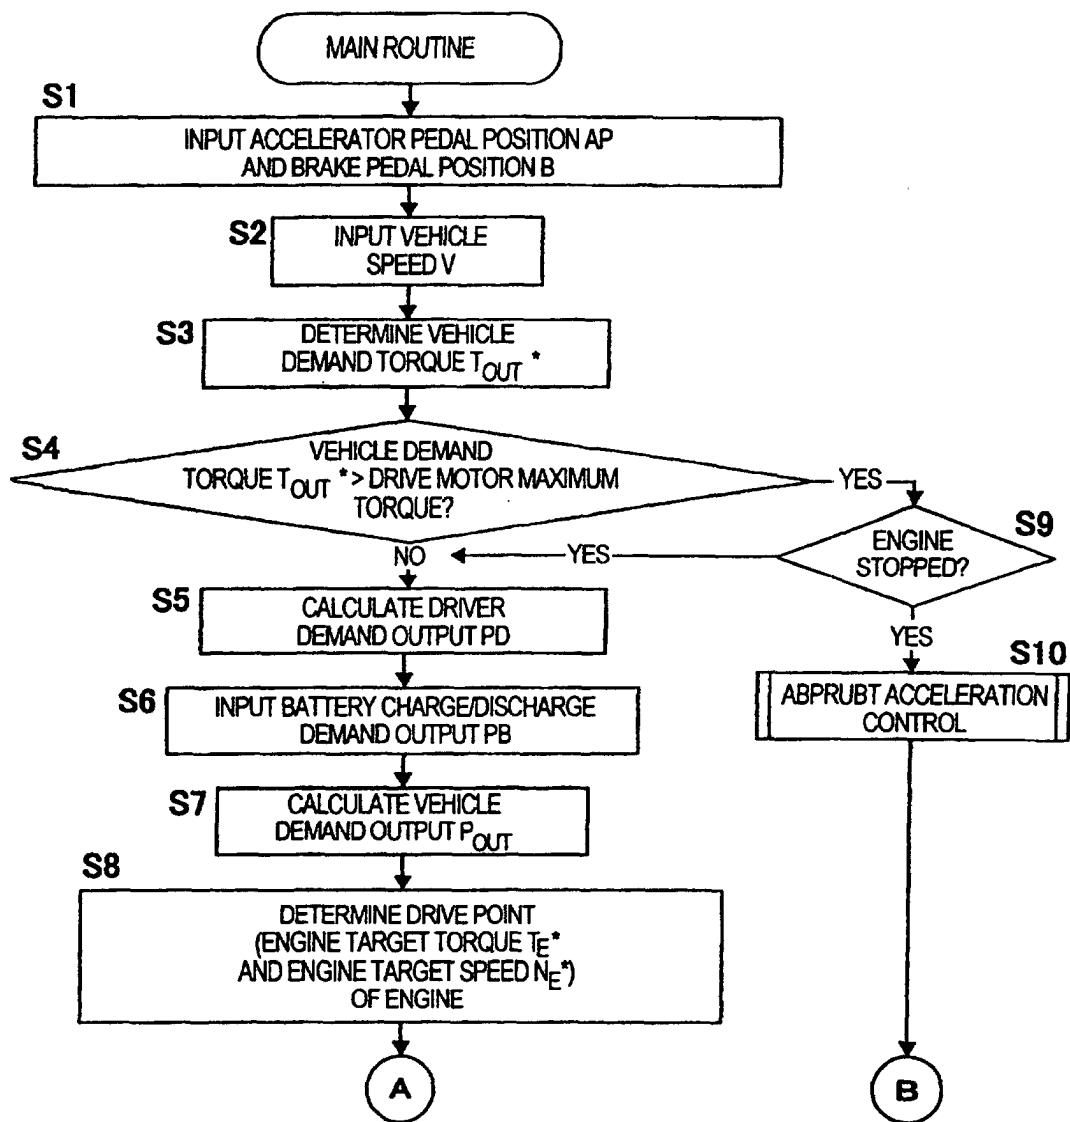 MAIN ROUTINE
S1
INPUT ACCELERATOR PEDAL POSITION AP
AND BRAKE PEDAL POSITION B
S2
INPUT VEHICLE
SPEED V
S3
DETERMINE VEHICLE
DEMAND TORQUE TOUT *
S4
VEHICLE DEMAND
TORQUE TOUT * > DRIVE MOTOR MAXIMUM
TORQUE?
YES
S9
ENGINE
STOPPED?
YES
NO
YES
S5
CALCULATE DRIVER
DEMAND OUTPUT PD
S10
ABPRUBT ACCELERATION
CONTROL
S6
INPUT BATTERY CHARGE/DISCHARGE
DEMAND OUTPUT PB
S7
CALCULATE VEHICLE
DEMAND OUTPUT POUT
S8
DETERMINE DRIVE POINT
(ENGINE TARGET TORQUE TE*
AND ENGINE TARGET SPEED NE*)
OF ENGINE
A
B